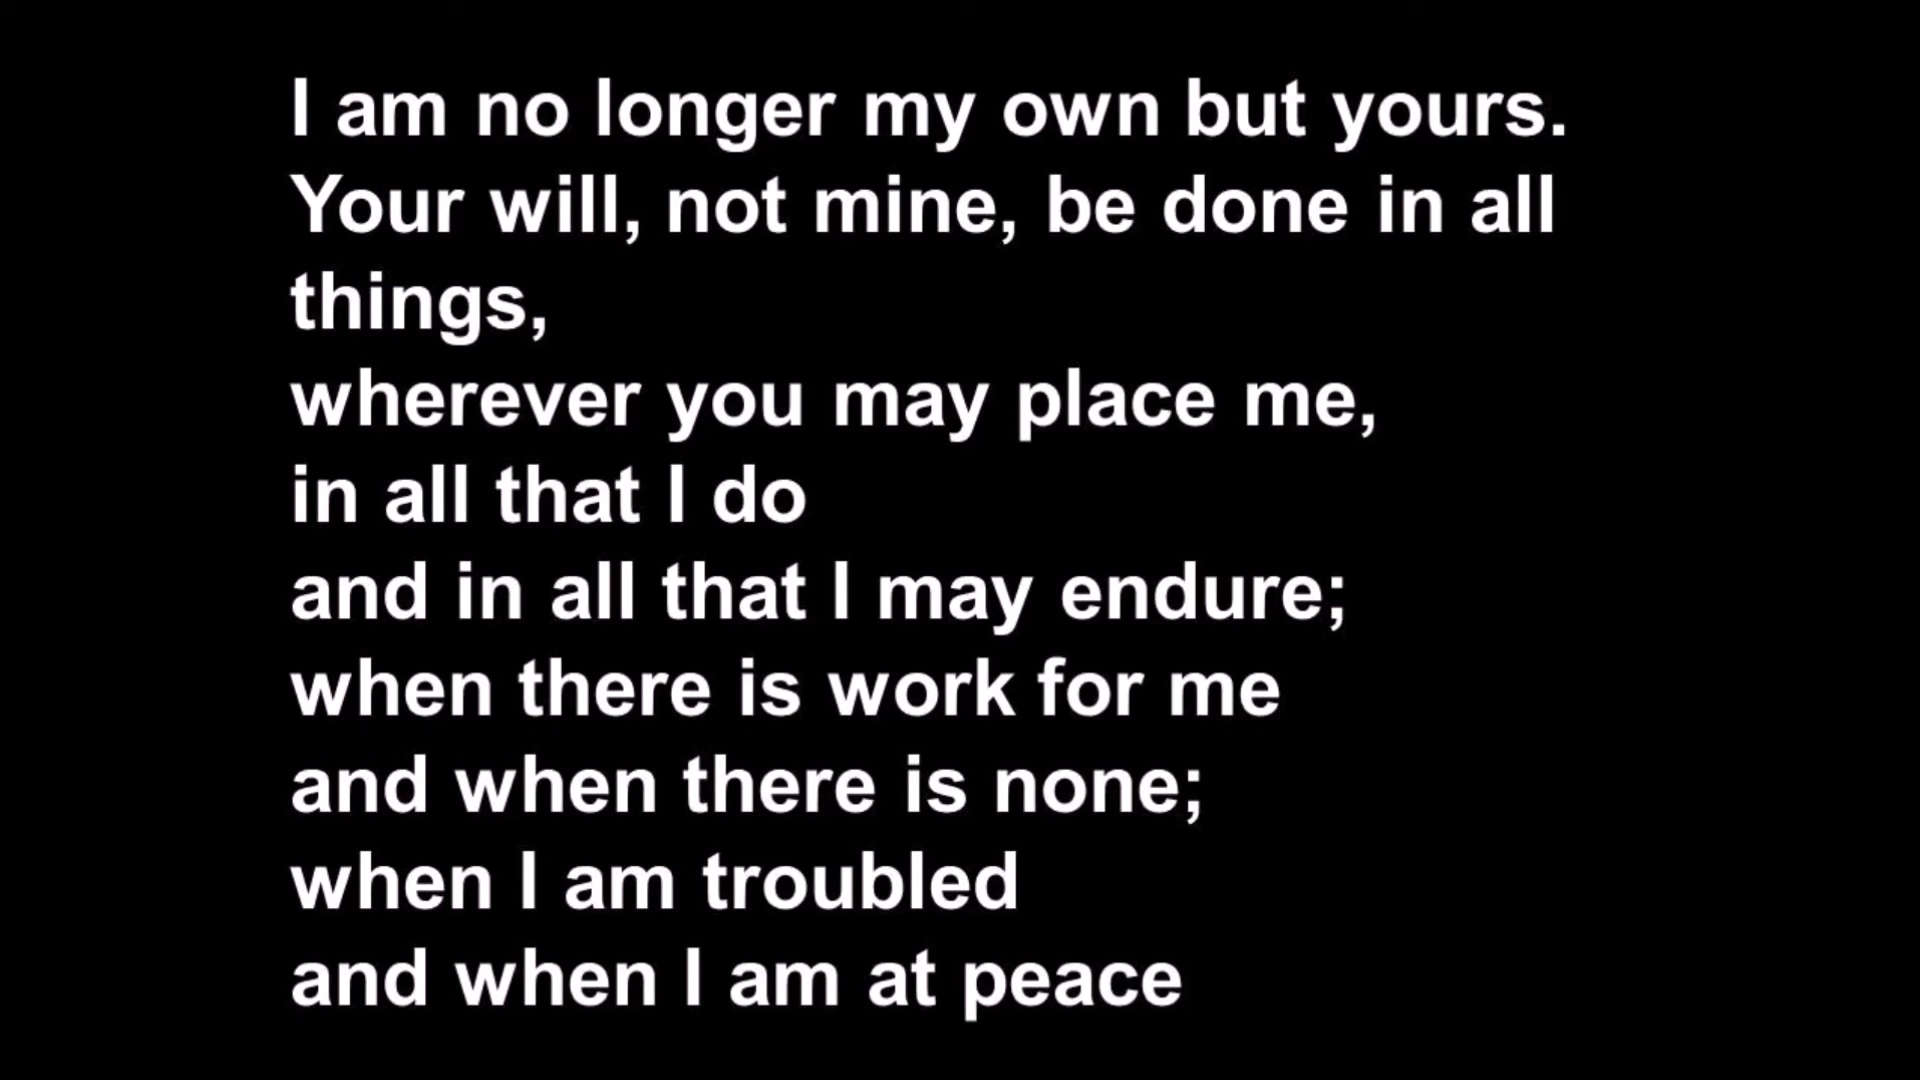 I am no longer my own but yours.
Your will, not mine, be done in all
things,
wherever you may place me,
in all that I do
and in all that I may endure;
when there is work for me
and when there is none;
when I am troubled
and when I am at peace